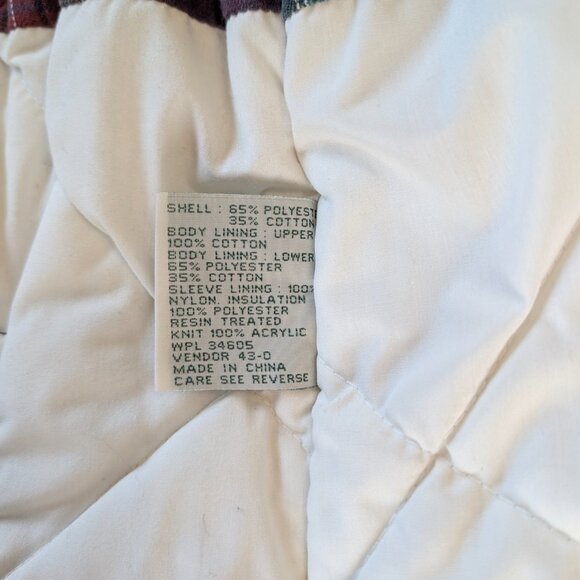 SHELL : 65% POLYEST
35% COTTON
BODY LINING : UPPER
100% COTTON
BODY LINING : LOWER
65% POLYESTER
35% COTTON
SLEEVE LINING : 100%
NYLON. INSULATION
100% POLYESTER
RESIN TREATED
KNIT 100% ACRYLIC
WPL 34605
VENDOR 43-0
MADE IN CHINA
CARE SEE REVERSE